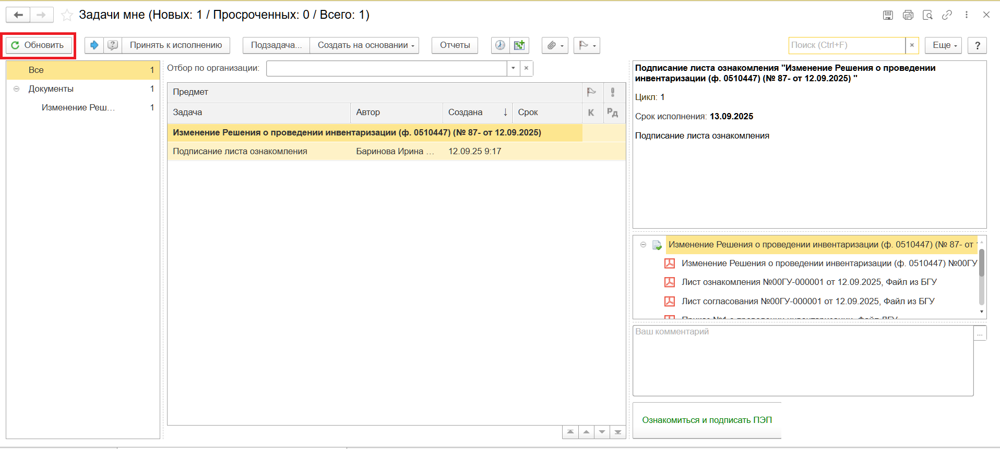 Задачи мне (Новых: 1 / Просроченных: 0 / Всего: 1)
Обновить
Принять к исполнению
Подзадача...
Создать на основании
Отчеты
Поиск (Ctrl+F)
×
Еще
?
Все 1
Документы 1
Изменение Реш... 1
Отбор по организации:
×
Предмет
Задача Автор Создана ↓ Срок К Рд
Изменение Решения о проведении инвентаризации (ф. 0510447) (№ 87- от 12.09.2025)
Подписание листа ознакомления Баринова Ирина ... 12.09.25 9:17
Подписание листа ознакомления "Изменение Решения о проведении
инвентаризации (ф. 0510447) (№ 87- от 12.09.2025) "
Цикл: 1
Срок исполнения: 13.09.2025
Подписание листа ознакомления
Изменение Решения о проведении инвентаризации (ф. 0510447) (№ 87- от
Изменение Решения о проведении инвентаризации (ф. 0510447) №00ГУ
Лист ознакомления №00ГУ-000001 от 12.09.2025, Файл из БГУ
Лист согласования №00ГУ-000001 от 12.09.2025, Файл из БГУ
Приказ №1 о проведении инвентаризации, Файл
Ваш комментарий
...
Ознакомиться и подписать ПЭП